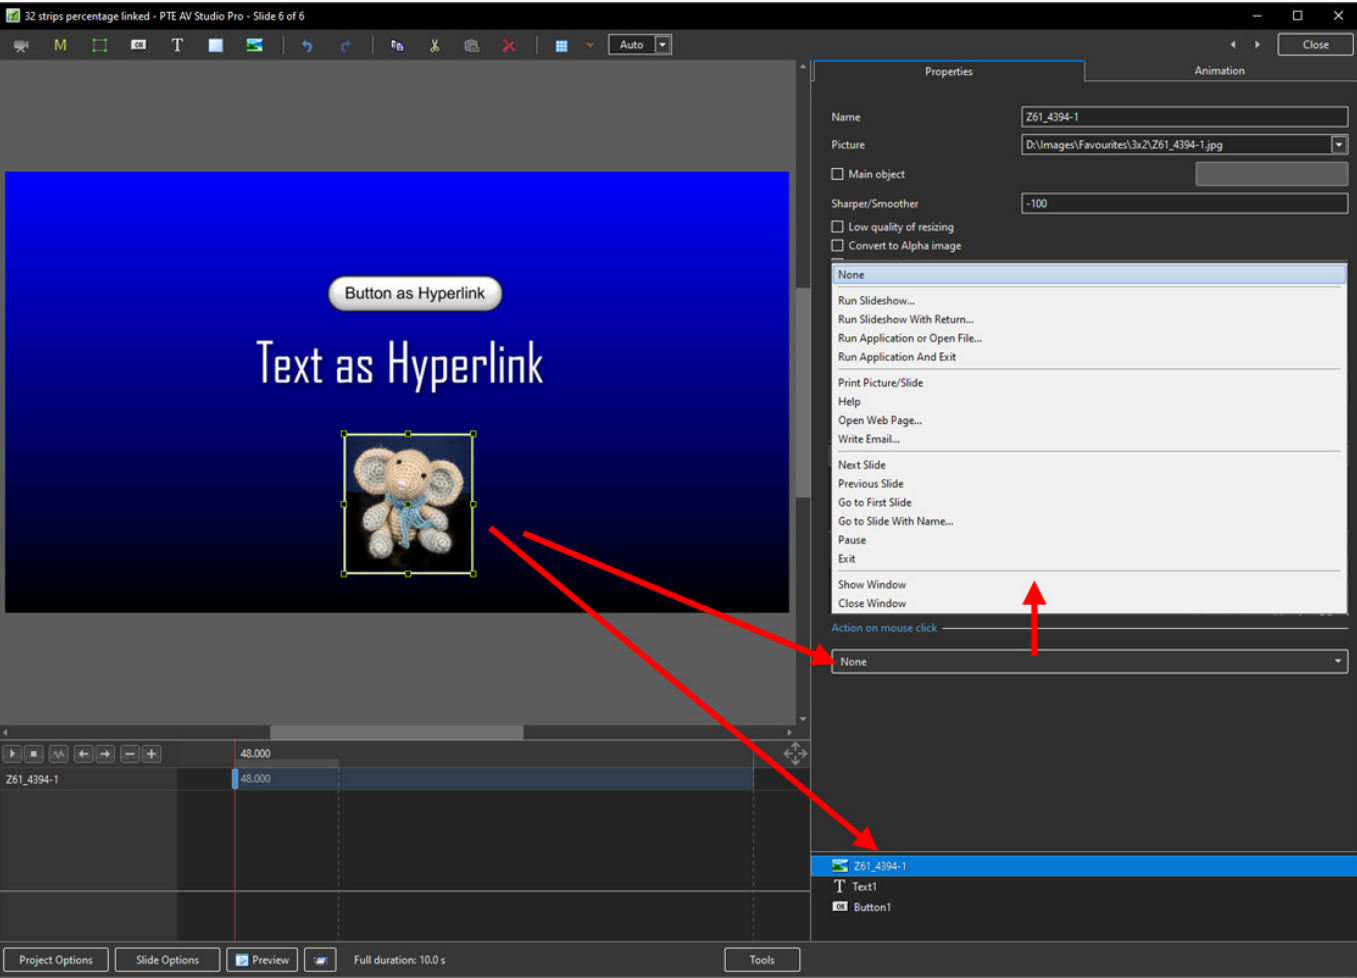 32 strips percentage linked - PTE AV Studio Pro - Slide 6 of 6
M OK T Auto Close
Properties Animation
Name Z61_4394-1
Picture D:\Images\Favourites\3x2\Z61_4394-1.jpg
Main object
Sharper/Smoother -100
Low quality of resizing
Convert to Alpha image
None
Run Slideshow...
Run Slideshow With Return...
Run Application or Open File...
Run Application And Exit
Print Picture/Slide
Help
Open Web Page...
Write Email...
Next Slide
Previous Slide
Go to First Slide
Go to Slide With Name...
Pause
Exit
Show Window
Close Window
Action on mouse click
None
Button as Hyperlink
Text as Hyperlink
48.000
Z61_4394-1 48.000
Z61_4394-1
T Text1
OK Button1
Project Options Slide Options Preview Full duration: 10.0 s Tools